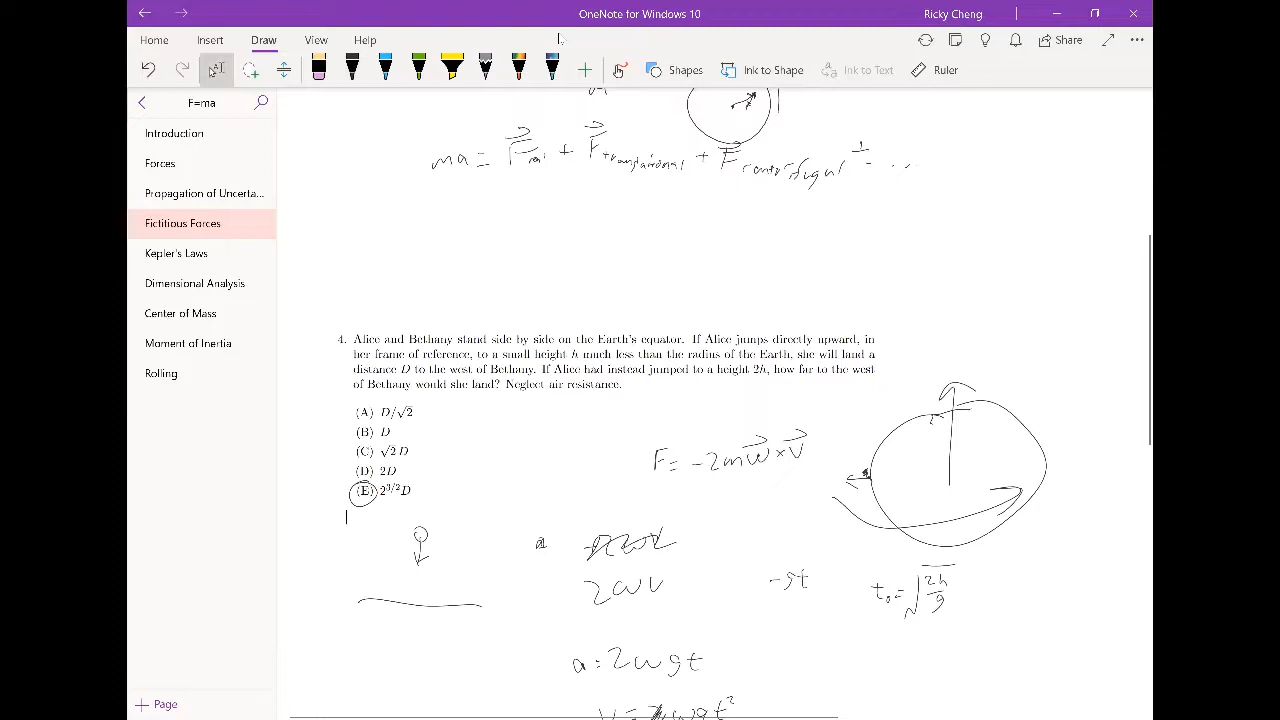 OneNote for Windows 10
Ricky Cheng
Home Insert Draw View Help
Share
Shapes Ink to Shape Ink to Text Ruler
F=ma
Introduction
Forces
Propagation of Uncerta...
Fictitious Forces
Kepler's Laws
Dimensional Analysis
Center of Mass
Moment of Inertia
Rolling
Page
ma = F + F translational + F centrifugal + ...
4. Alice and Bethany stand side by side on the Earth's equator. If Alice jumps directly upward, in
her frame of reference, to a small height h much less than the radius of the Earth, she will land a
distance D to the west of Bethany. If Alice had instead jumped to a height 2h, how far to the west
of Bethany would she land? Neglect air resistance.
(A) D/√2
(B) D
(C) √2 D
(D) 2D
(E) 2^{3/2}D
F = -2mω×v
a
2ωv
-gt
t₀=√(2h/g)
a=2ωgt